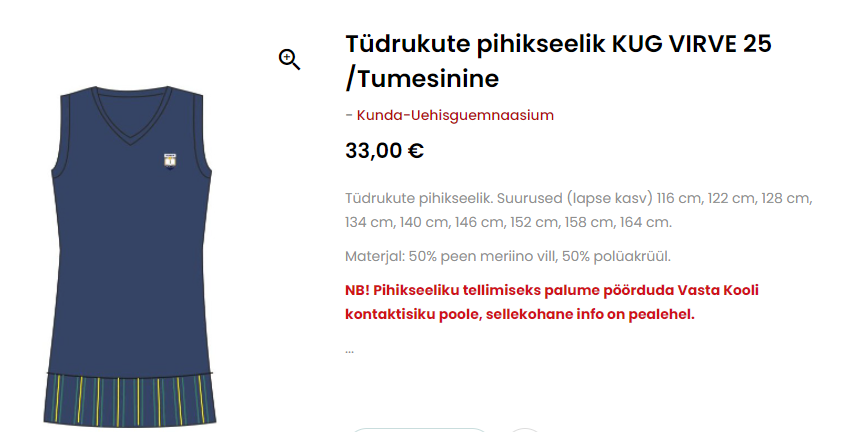 Tüdrukute pihikseelik KUG VIRVE 25
/Tumesinine
- Kunda-Uehisguemnaasium
33,00 €
Tüdrukute pihikseelik. Suurused (lapse kasv) 116 cm, 122 cm, 128 cm,
134 cm, 140 cm, 146 cm, 152 cm, 158 cm, 164 cm.
Materjal: 50% peen meriino vill, 50% polüakrüül.
NB! Pihikseeliku tellimiseks palume pöörduda Vasta Kooli
kontaktisiku poole, sellekohane info on pealehel.
...